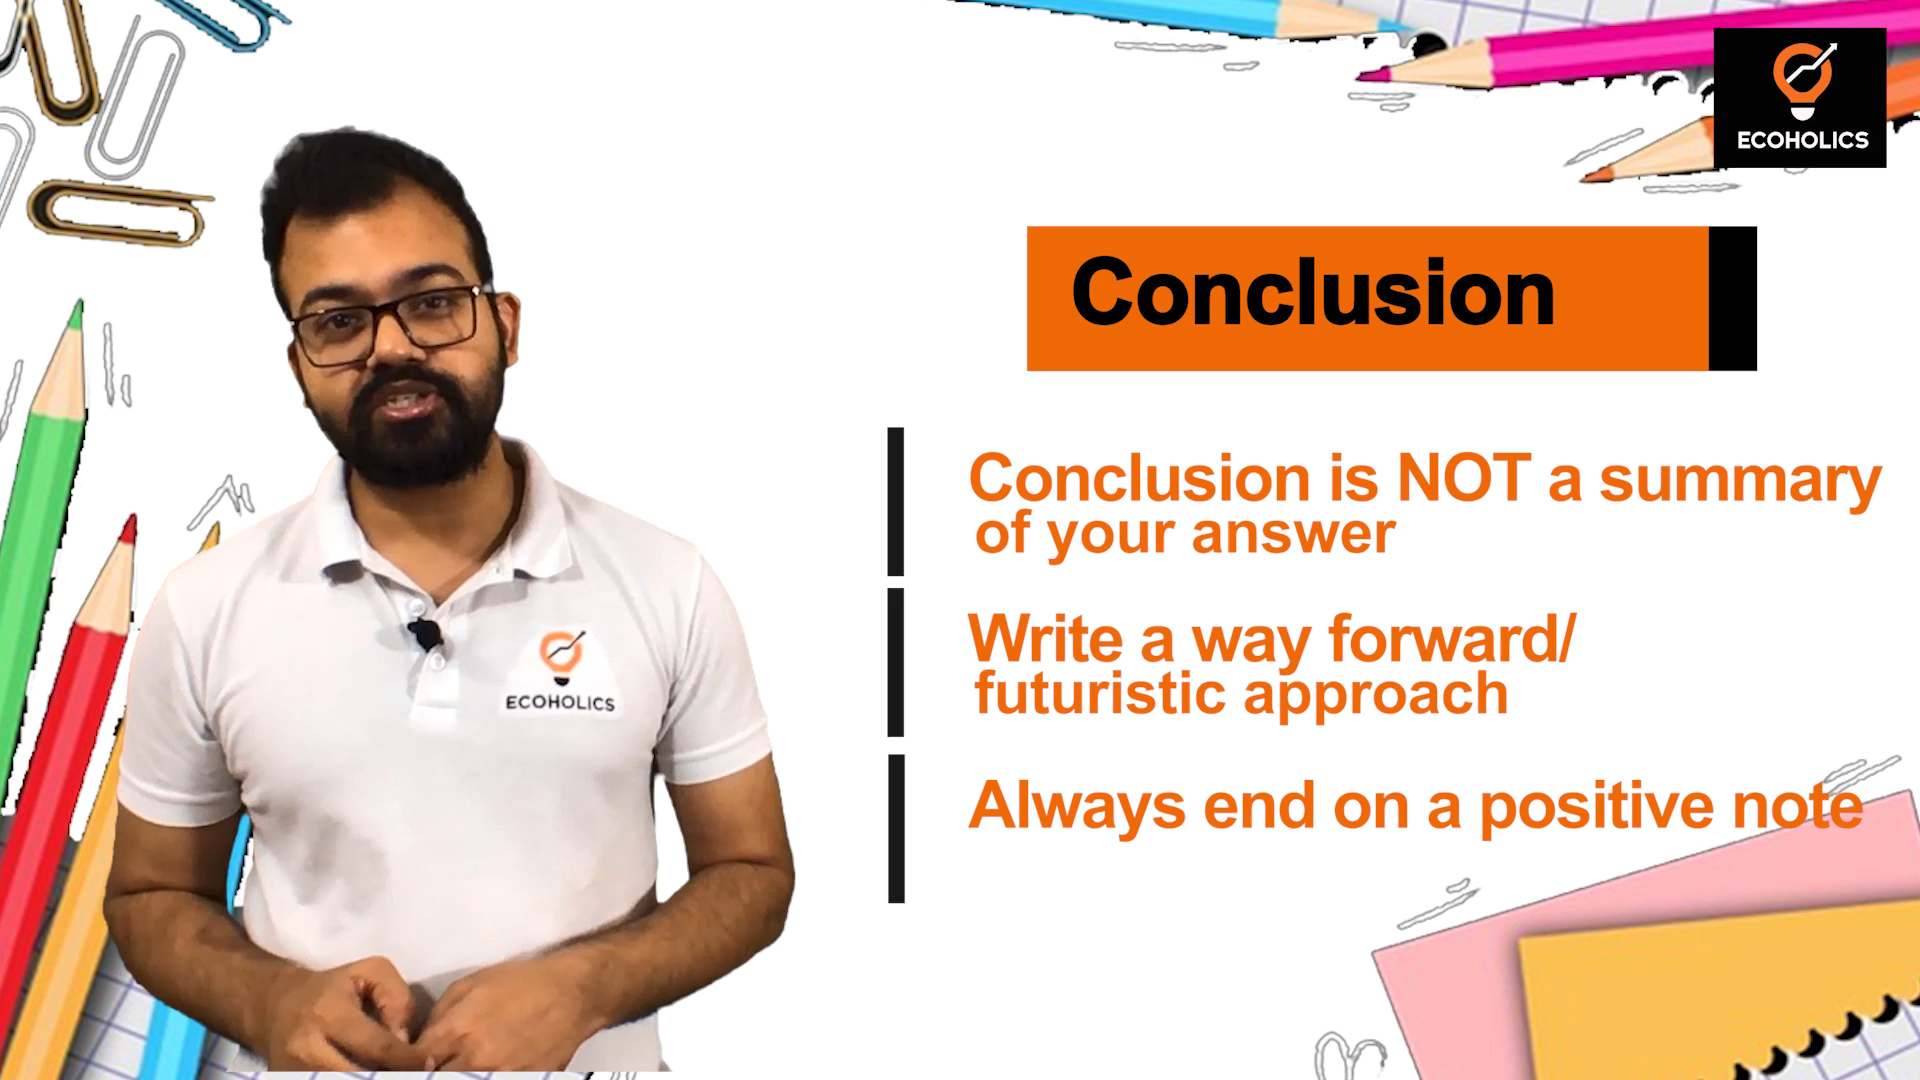 ECOHOLICS
Conclusion
Conclusion is NOT a summary
of your answer
Write a way forward/
futuristic approach
Always end on a positive note
ECOHOLICS